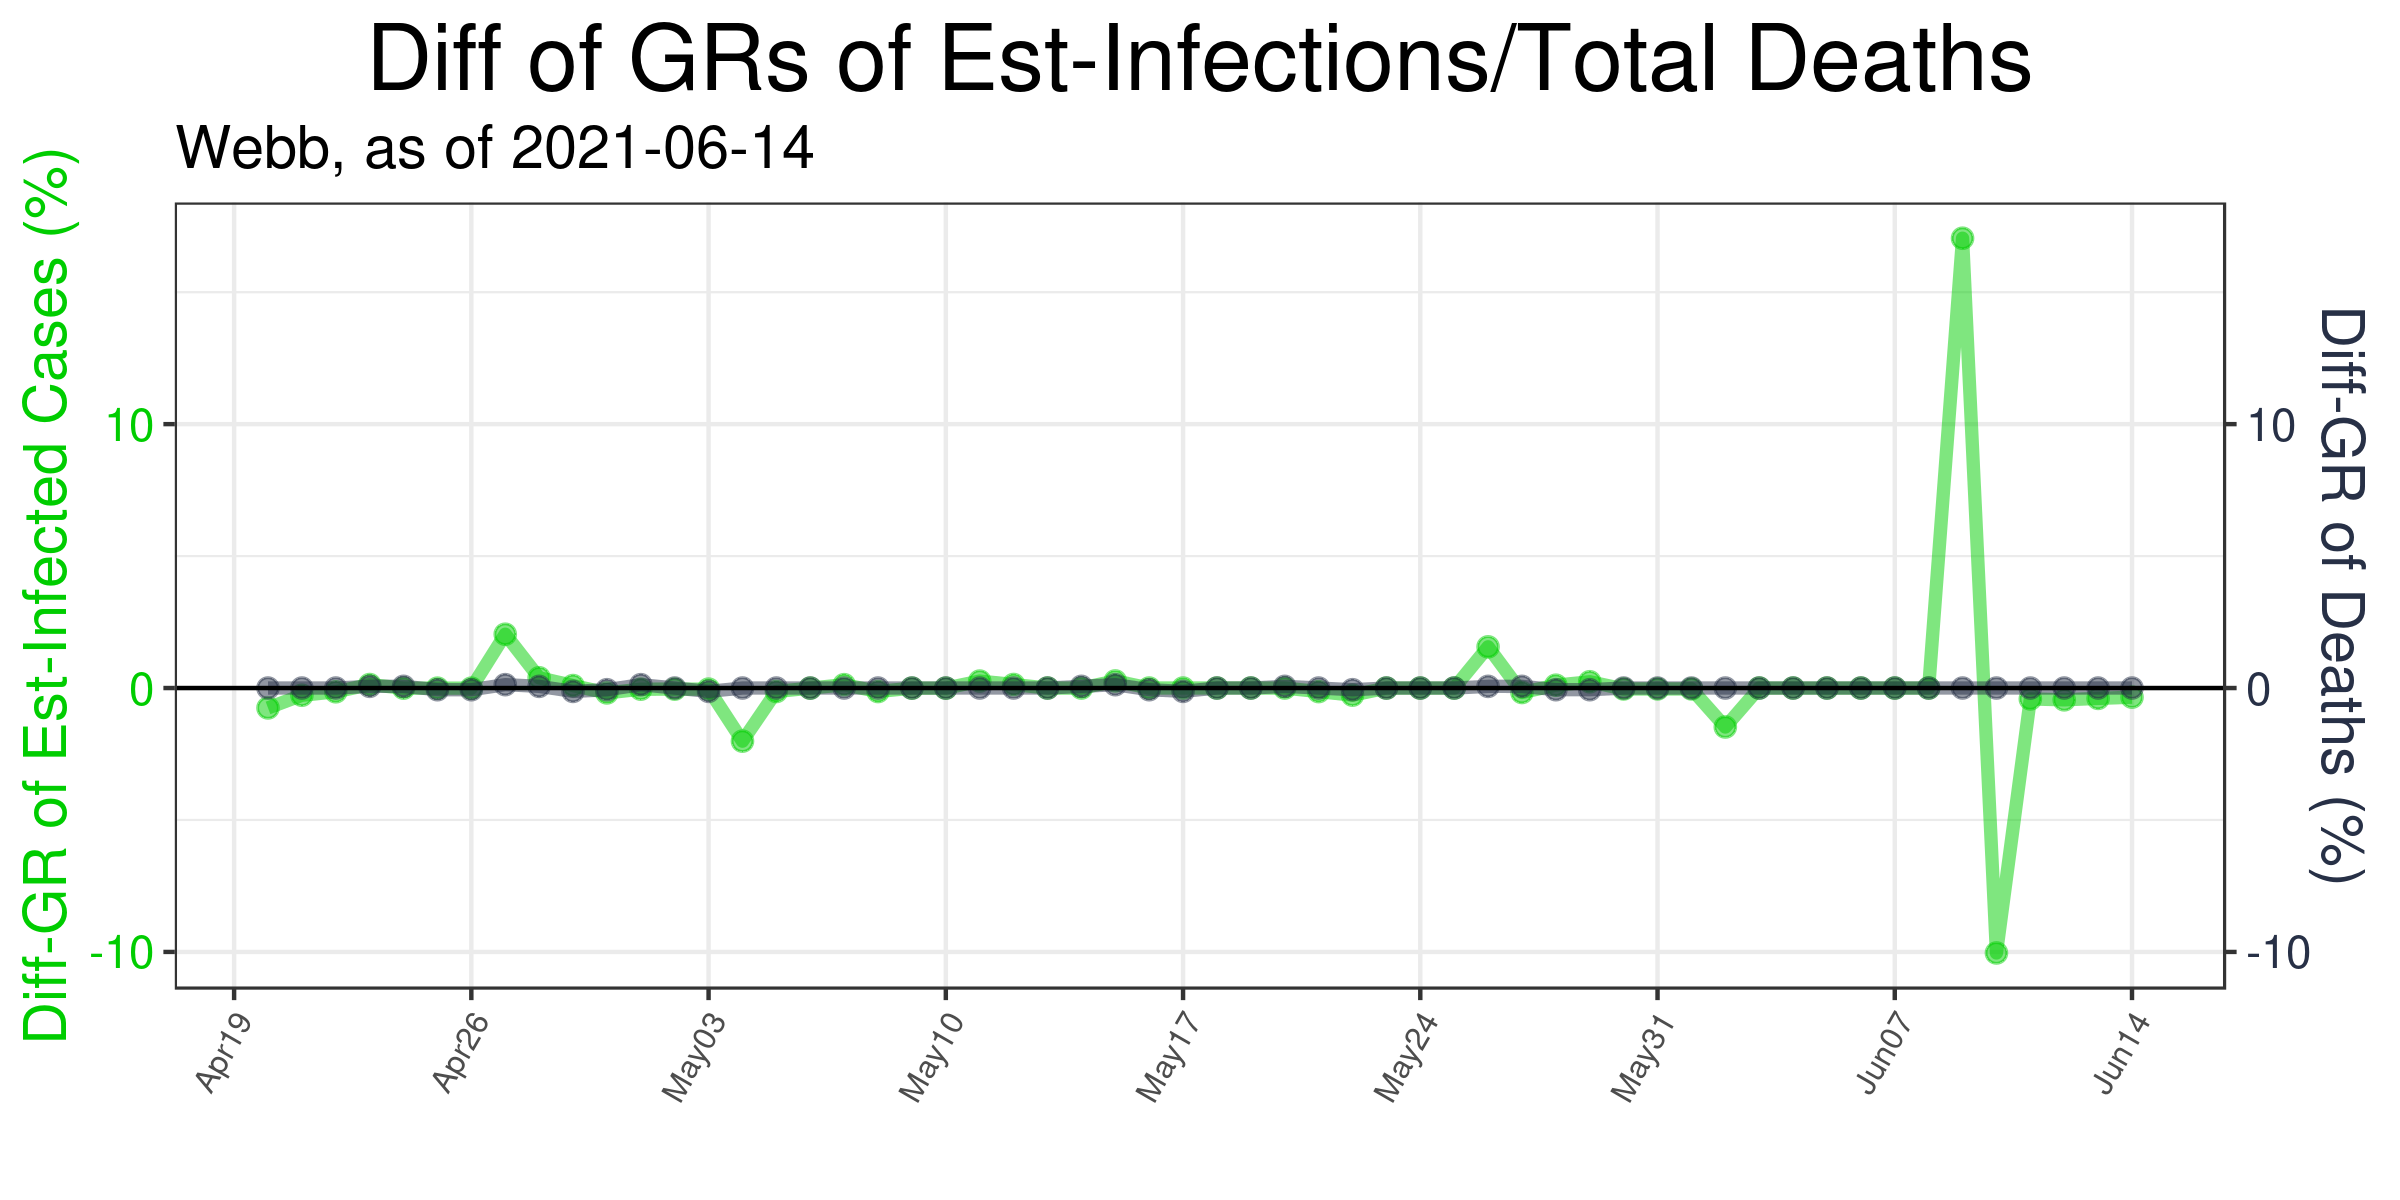 Diff of GRs of Est-Infections/Total Deaths
Webb, as of 2021-06-14
Diff-GR of Est-Infected Cases (%)
10
0
-10
10
0
-10
Diff-GR of Deaths (%)
Apr19
Apr26
May03
May10
May17
May24
May31
Jun07
Jun14